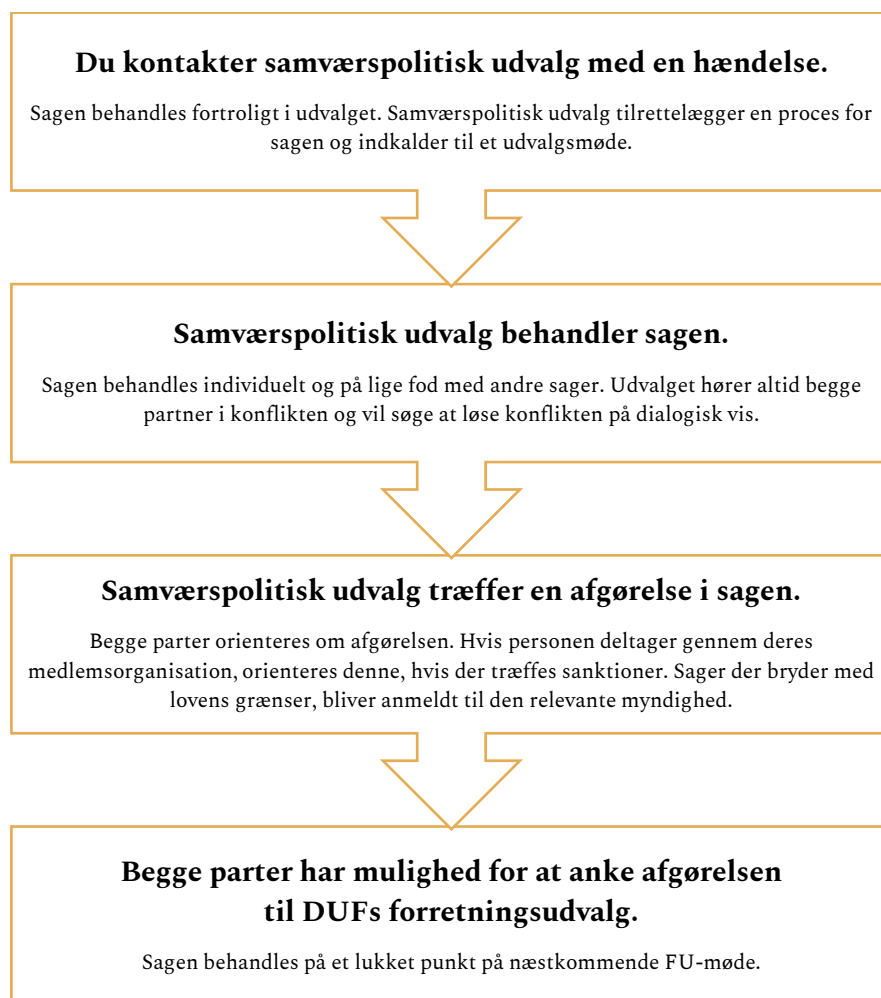 Du kontakter samværspolitisk udvalg med en hændelse.
Sagen behandles fortroligt i udvalget. Samværspolitisk udvalg tilrettelægger en proces for
sagen og indkalder til et udvalgsmøde.
Samværspolitisk udvalg behandler sagen.
Sagen behandles individuelt og på lige fod med andre sager. Udvalget hører altid begge
partner i konflikten og vil søge at løse konflikten på dialogisk vis.
Samværspolitisk udvalg træffer en afgørelse i sagen.
Begge parter orienteres om afgørelsen. Hvis personen deltager gennem deres
medlemsorganisation, orienteres denne, hvis der træffes sanktioner. Sager der bryder med
lovens grænser, bliver anmeldt til den relevante myndighed.
Begge parter har mulighed for at anke afgørelsen
til DUFs forretningsudvalg.
Sagen behandles på et lukket punkt på næstkommende FU-møde.